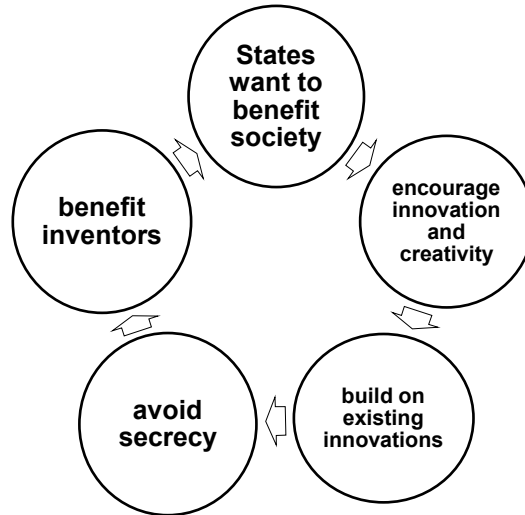 States
want to
benefit
society
encourage
innovation
and
creativity
build on
existing
innovations
avoid
secrecy
benefit
inventors